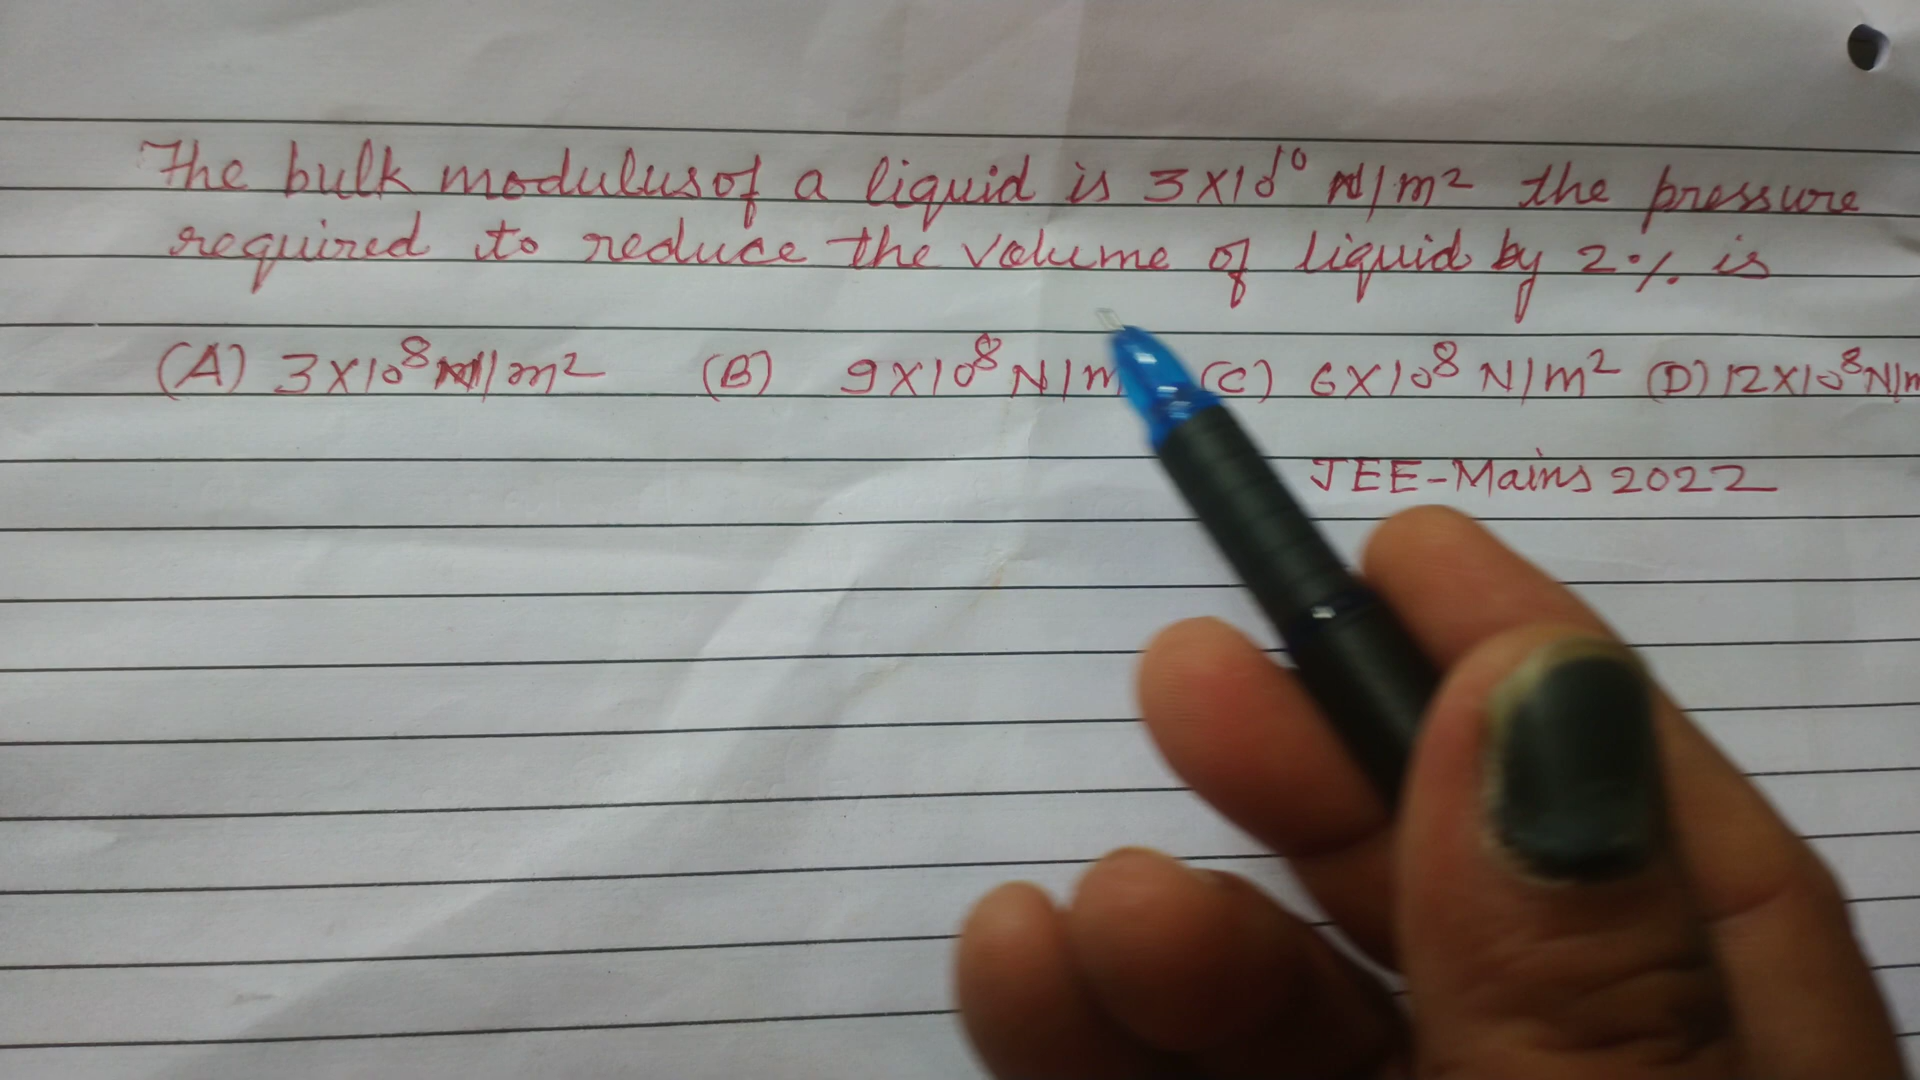 The bulk modulus of a liquid is 3×10¹⁰ N/m² the pressure
required to reduce the volume of liquid by 2% is
(A) 3×10⁸ N/m² (B) 9×10⁸ N/m (C) 6×10⁸ N/m² (D) 12×10⁸ N/m
JEE-Mains 2022